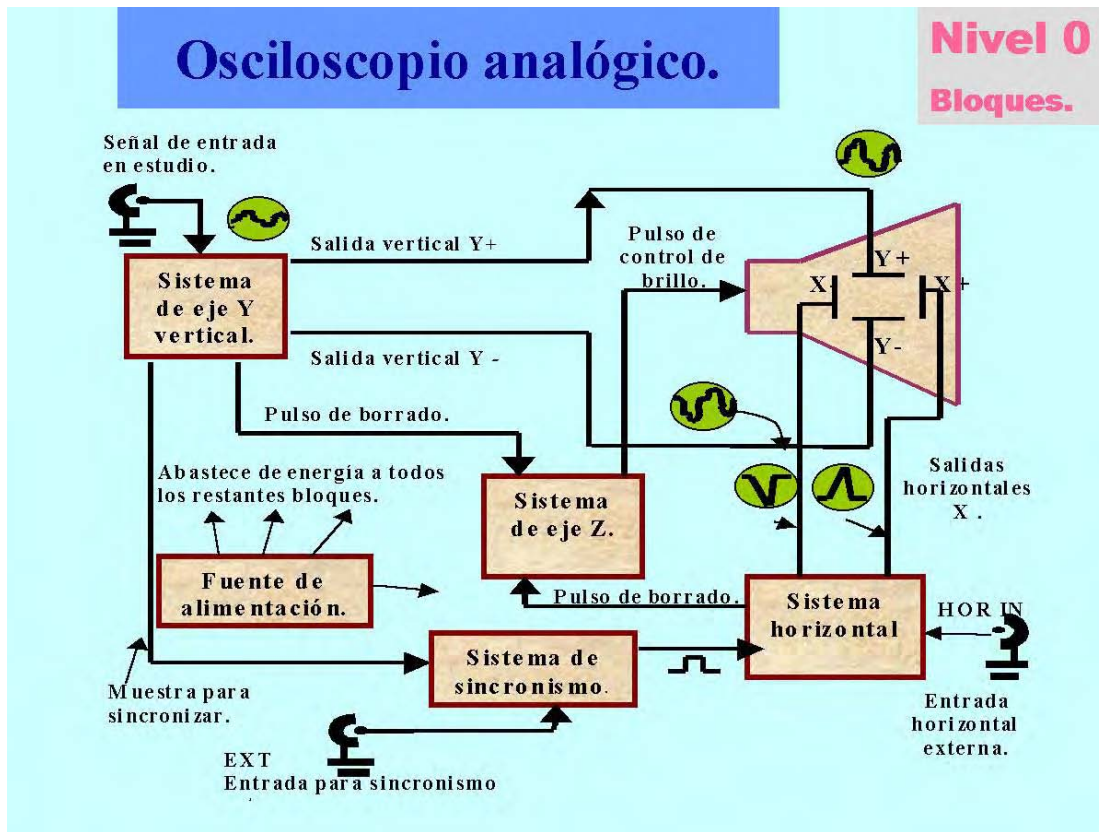 Osciloscopio analógico.
Nivel 0
Bloques.
Señal de entrada
en estudio.
Salida vertical Y+
Pulso de
control de
brillo.
Sistema
de eje Y
vertical.
Y+
X-
X+
Y-
Salida vertical Y -
Pulso de borrado.
Abastece de energía a todos
los restantes bloques.
Sistema
de eje Z.
Salidas
horizontales
X .
Fuente de
alimentación.
Pulso de borrado.
Sistema
horizontal
HOR IN
Sistema de
sincronismo.
Muestra para
sincronizar.
Entrada
horizontal
externa.
EXT
Entrada para sincronismo